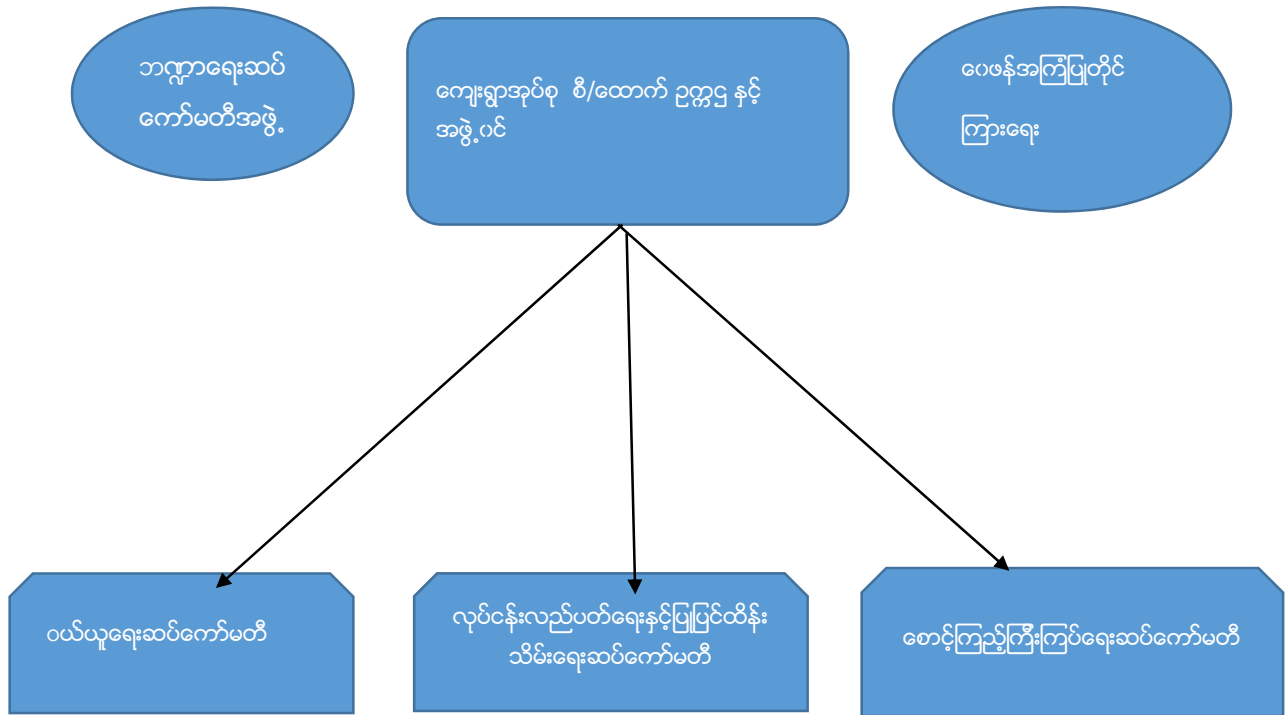 ဘဏ္ဍာရေးဆပ်
ကော်မတီအဖွဲ့
ကျေးရွာအုပ်စု စီ/ထောက် ဥက္ကဌ နှင့်
အဖွဲ့ဝင်
ဝေဖန်အကြံပြုတိုင်
ကြားရေး
ဝယ်ယူရေးဆပ်ကော်မတီ
လုပ်ငန်းလည်ပတ်ရေးနှင့်ပြုပြင်ထိန်း
သိမ်းရေးဆပ်ကော်မတီ
စောင့်ကြည့်ကြီးကြပ်ရေးဆပ်ကော်မတီ